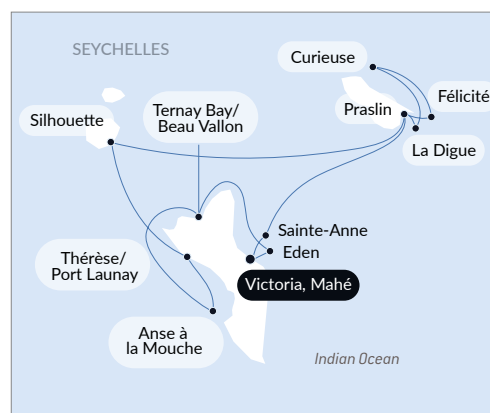 SEYCHELLES
Curieuse
Silhouette
Ternay Bay/
Beau Vallon
Praslin
Félicité
La Digue
Sainte-Anne
Eden
Thérèse/
Port Launay
Victoria, Mahé
Anse à
la Mouche
Indian Ocean